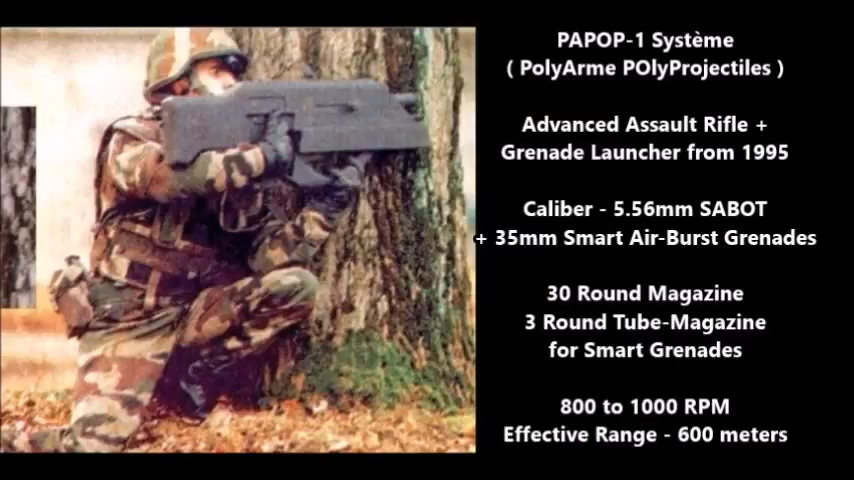 PAPOP-1 Système
( PolyArme POlyProjectiles )
Advanced Assault Rifle +
Grenade Launcher from 1995
Caliber - 5.56mm SABOT
+ 35mm Smart Air-Burst Grenades
30 Round Magazine
3 Round Tube-Magazine
for Smart Grenades
800 to 1000 RPM
Effective Range - 600 meters